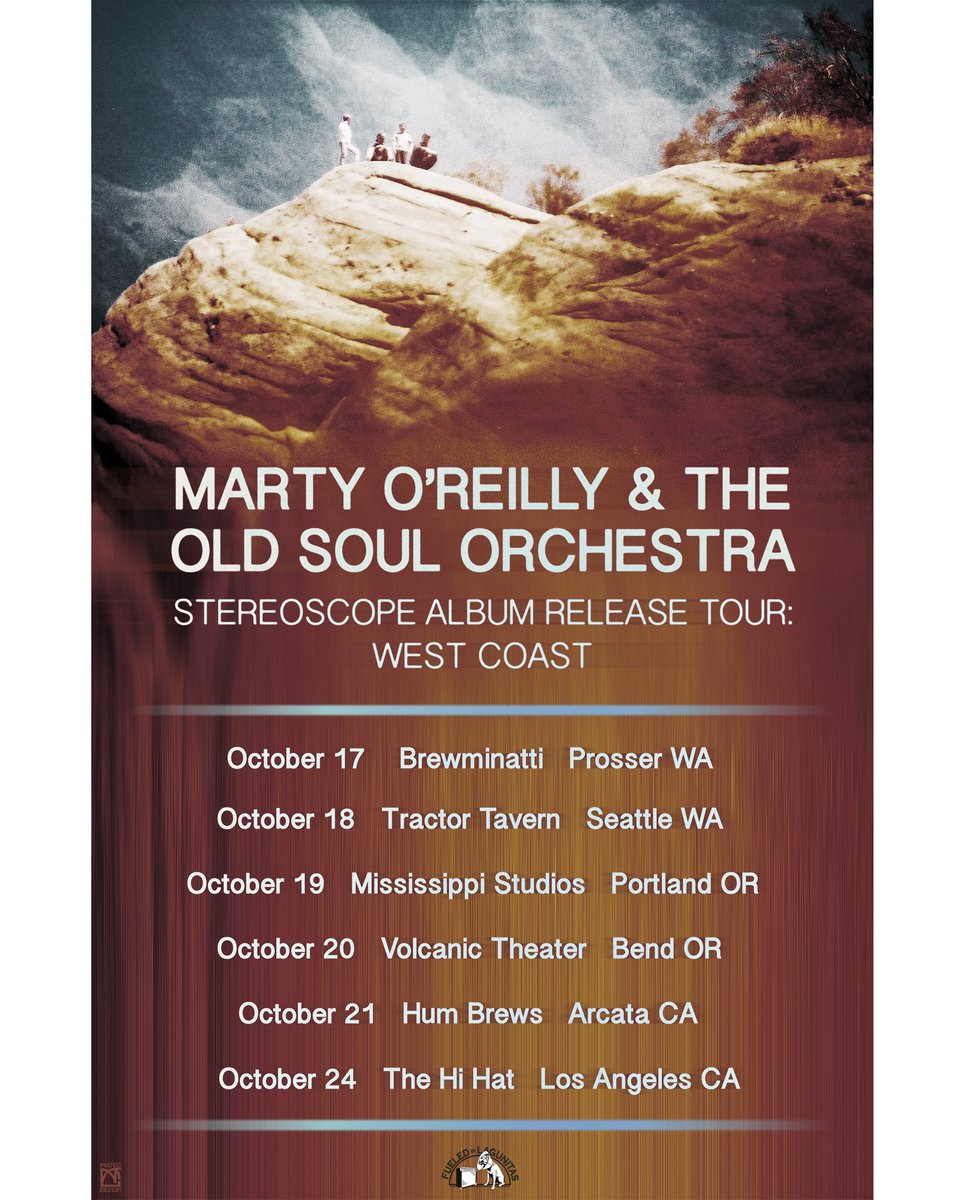 MARTY O'REILLY & THE
OLD SOUL ORCHESTRA
STEREOSCOPE ALBUM RELEASE TOUR:
WEST COAST
October 17 Brewminatti Prosser WA
October 18 Tractor Tavern Seattle WA
October 19 Mississippi Studios Portland OR
October 20 Volcanic Theater Bend OR
October 21 Hum Brews Arcata CA
October 24 The Hi Hat Los Angeles CA
FUELED BY LAGUNITAS